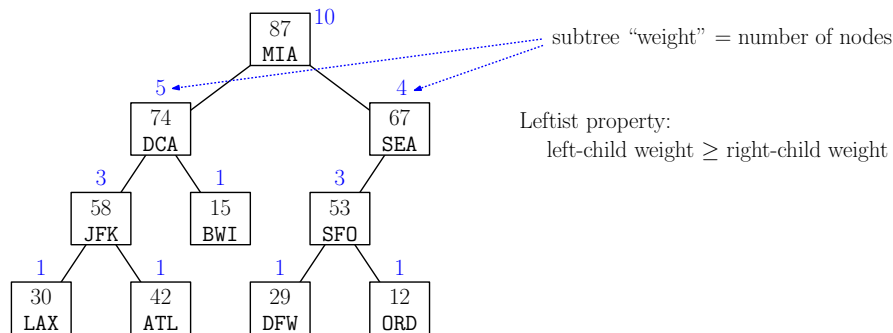 87
MIA
10
subtree “weight” = number of nodes
5
4
74
DCA
67
SEA
Leftist property:
left-child weight ≥ right-child weight
3
1
3
58
JFK
15
BWI
53
SFO
1
1
1
1
30
LAX
42
ATL
29
DFW
12
ORD